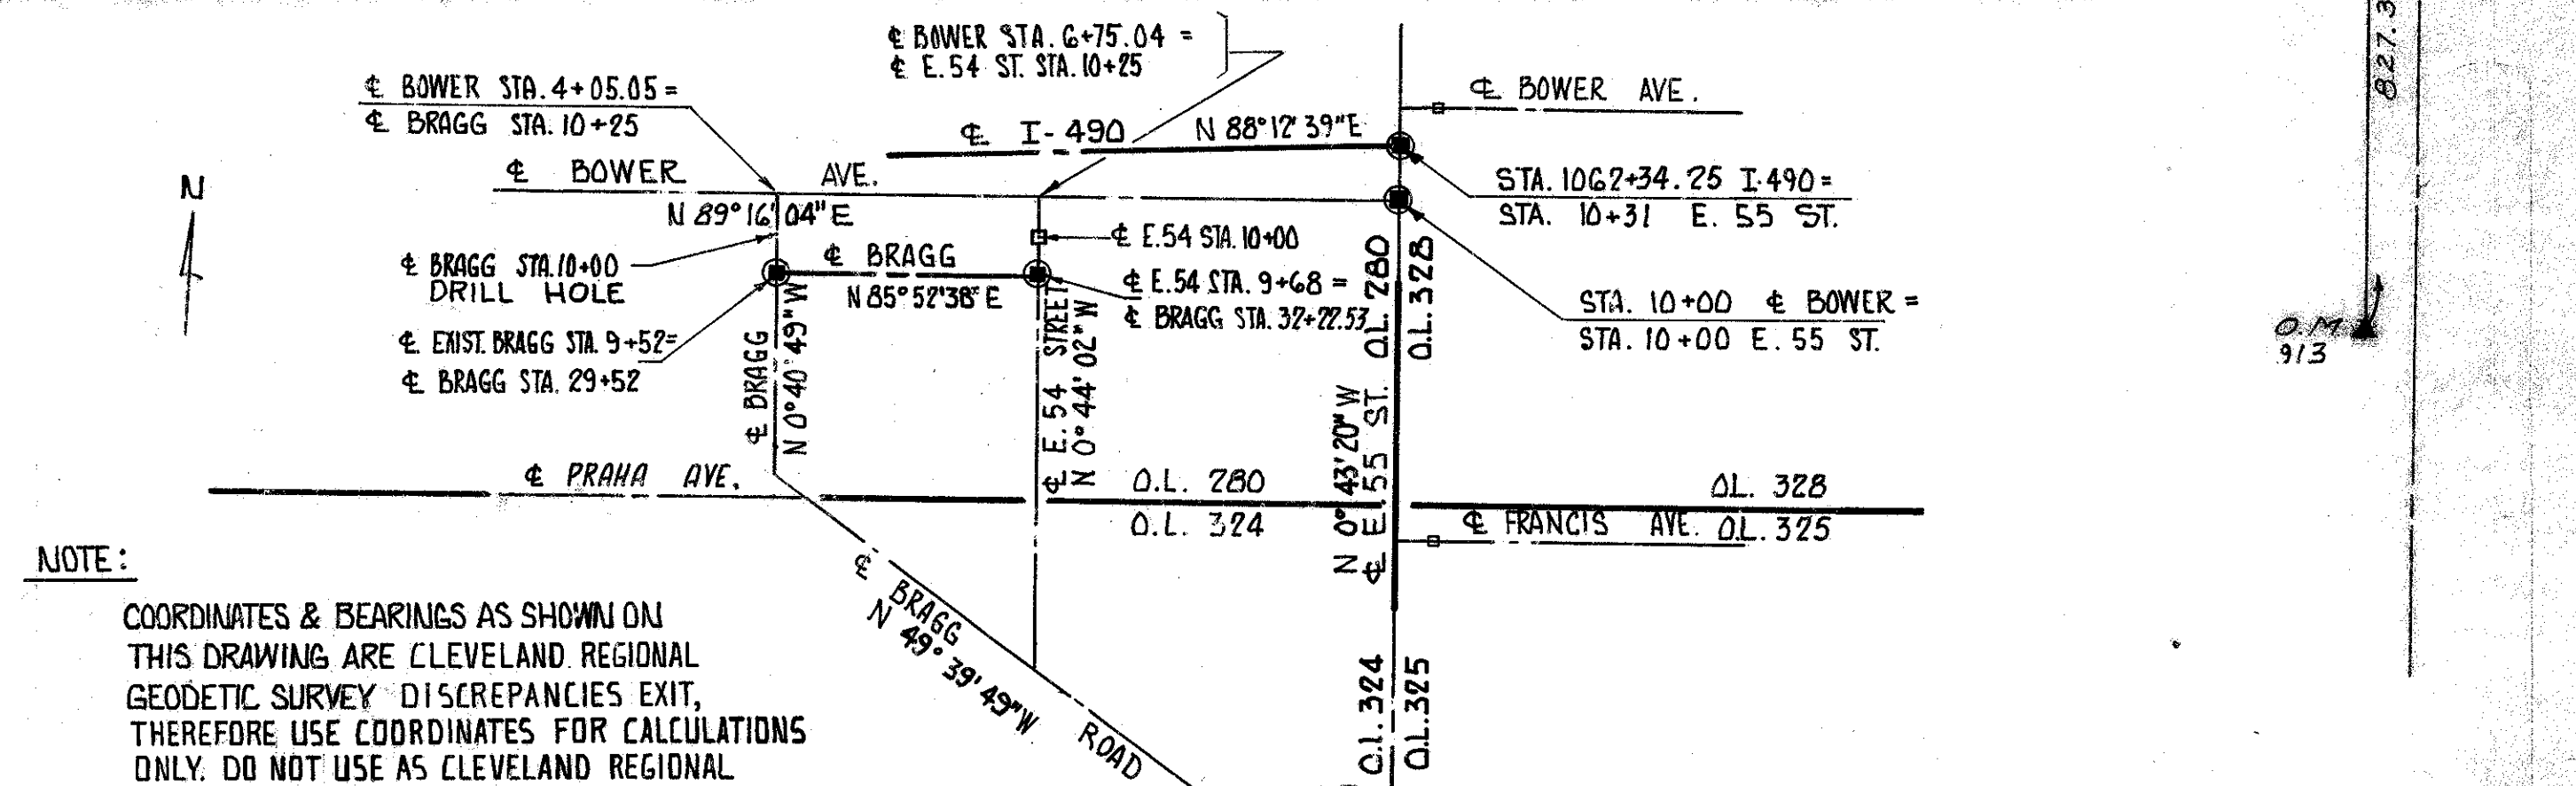 ℄ BOWER STA. 6+75.04 =
℄ E. 54 ST. STA. 10+25
℄ BOWER STA. 4+05.05 =
℄ BRAGG STA. 10+25
℄ BOWER AVE.
℄ I-490 N 88°12'39"E
N
℄ BOWER AVE.
N 89°16'04"E
STA. 1062+34.25 I-490 =
STA. 10+31 E. 55 ST.
℄ E.54 STA. 10+00
℄ BRAGG STA. 10+00
DRILL HOLE
℄ BRAGG
N 85°52'38"E
℄ E.54 STA. 9+68 =
℄ BRAGG STA. 32+22.53
STA. 10+00 ℄ BOWER =
STA. 10+00 E. 55 ST.
℄ EXIST. BRAGG STA. 9+52=
℄ BRAGG STA. 29+52
℄ BRAGG
N 0°40'49"W
℄ E. 54 STREET
N 0°44'02"W
O.L. 280
O.L. 328
N 0°43'20"W
℄ E. 55 ST.
℄ PRAHA AVE.
O.L. 280
O.L. 324
OL. 328
℄ FRANCIS AVE. O.L. 325
℄ BRAGG ROAD
N 49°39'49"W
O.L. 324
O.L. 325
827.3
O.M
913
NOTE:
COORDINATES & BEARINGS AS SHOWN ON
THIS DRAWING ARE CLEVELAND REGIONAL
GEODETIC SURVEY DISCREPANCIES EXIT,
THEREFORE USE COORDINATES FOR CALCULATIONS
ONLY. DO NOT USE AS CLEVELAND REGIONAL